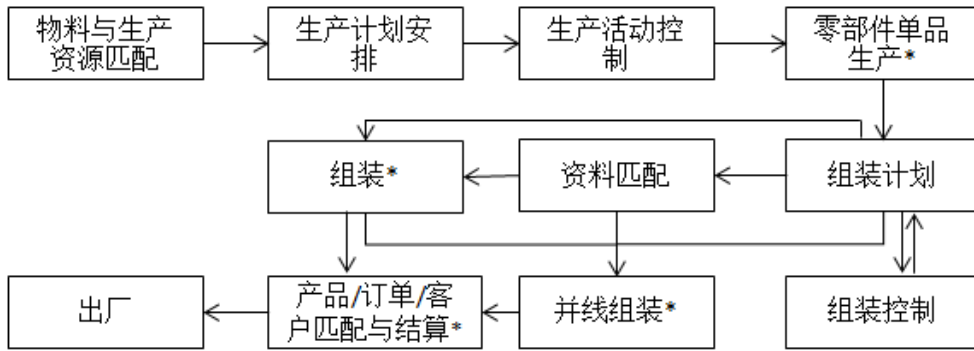 物料与生产
资源匹配
生产计划安
排
生产活动控
制
零部件单品
生产*
组装*
资料匹配
组装计划
出厂
产品/订单/客
户匹配与结算*
并线组装*
组装控制